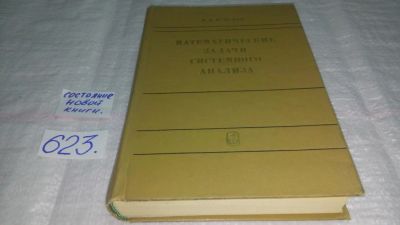 МАТЕМАТИЧЕСКИЕ
ЗАДАЧИ
СИСТЕМНОГО
АНАЛИЗА
состояние
новой
книги.
623.